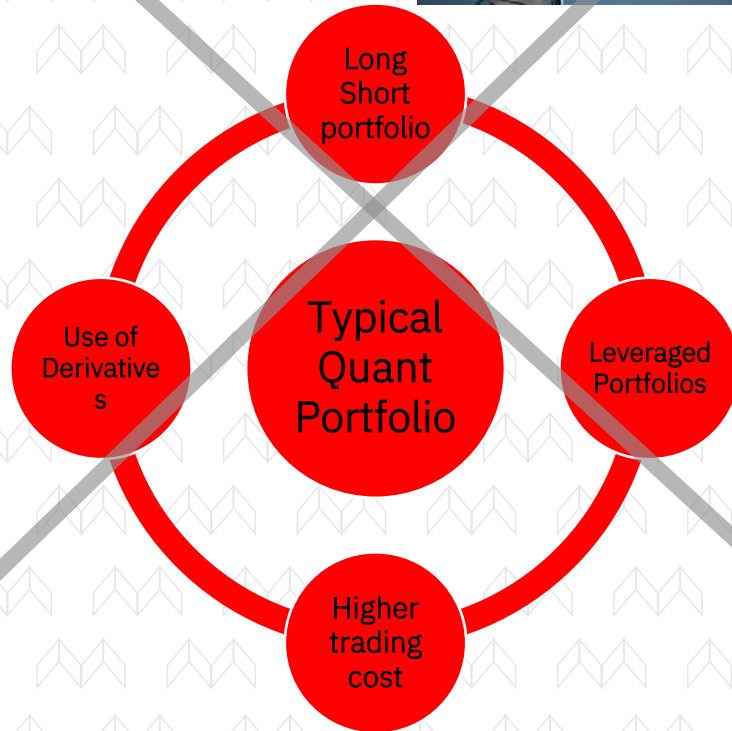 Long
Short
portfolio
Use of
Derivative
s
Typical
Quant
Portfolio
Leveraged
Portfolios
Higher
trading
cost